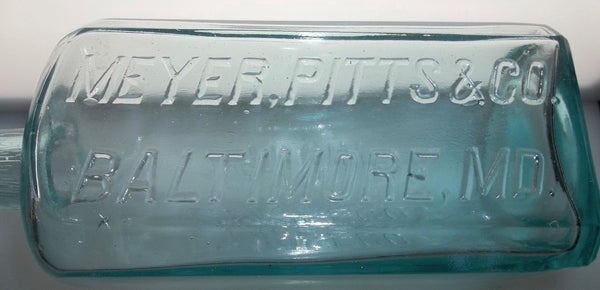 MEYER, PITTS & CO.
BALTIMORE, MD.